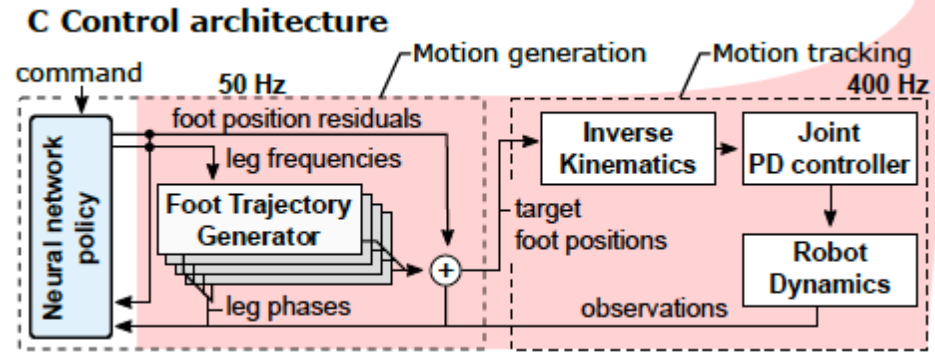 C Control architecture
command
50 Hz
Motion generation
Motion tracking
400 Hz
Neural network
policy
foot position residuals
leg frequencies
Foot Trajectory
Generator
leg phases
+
target
foot positions
Inverse
Kinematics
Joint
PD controller
Robot
Dynamics
observations